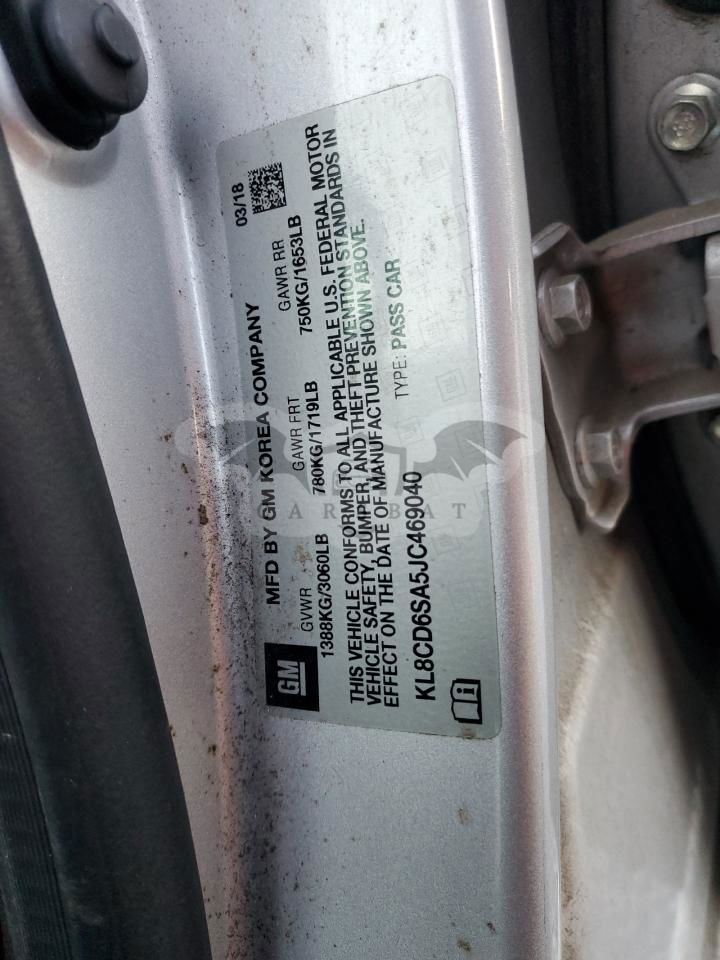 MFD BY GM KOREA COMPANY 03/18
GM
GVWR GAWR FRT GAWR RR
1388KG/3060LB 780KG/1719LB 750KG/1653LB
THIS VEHICLE CONFORMS TO ALL APPLICABLE U.S. FEDERAL MOTOR
VEHICLE SAFETY, BUMPER, AND THEFT PREVENTION STANDARDS IN
EFFECT ON THE DATE OF MANUFACTURE SHOWN ABOVE.
KL8CD6SA5JC469040 TYPE: PASS CAR
CAR BAT